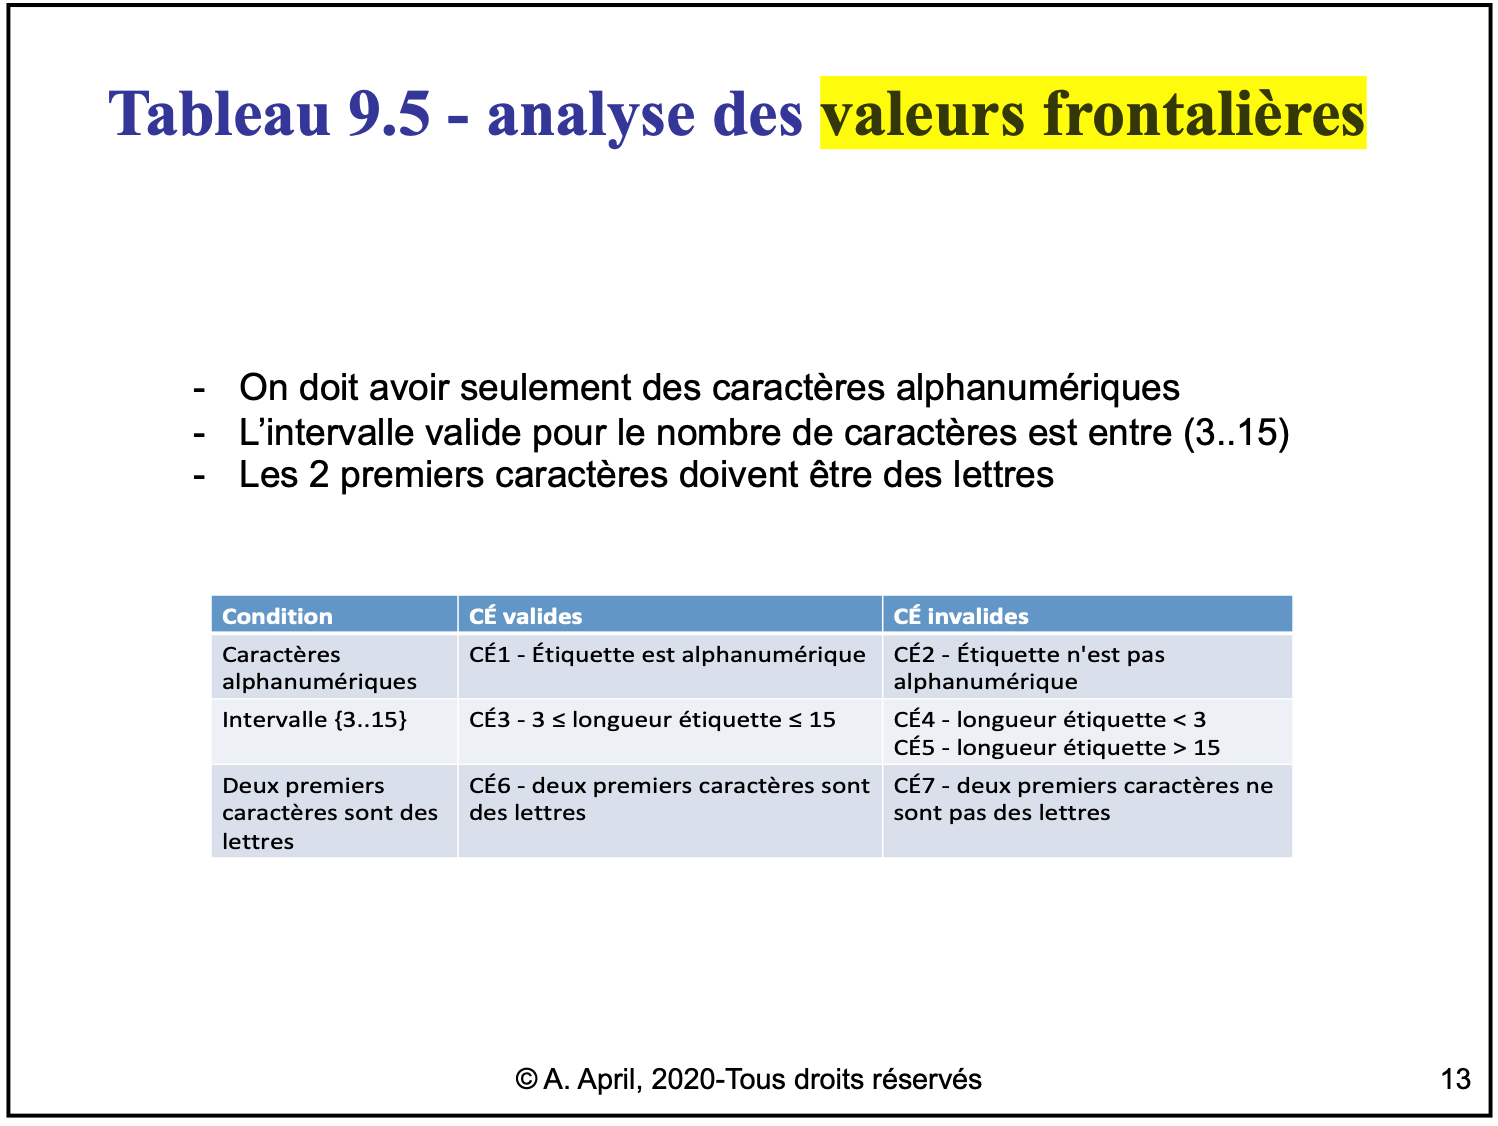 Tableau 9.5 - analyse des valeurs frontalières
- On doit avoir seulement des caractères alphanumériques
- L’intervalle valide pour le nombre de caractères est entre (3..15)
- Les 2 premiers caractères doivent être des lettres
Condition
CÉ valides
CÉ invalides
Caractères
alphanumériques
CÉ1 - Étiquette est alphanumérique
CÉ2 - Étiquette n'est pas
alphanumérique
Intervalle {3..15}
CÉ3 - 3 ≤ longueur étiquette ≤ 15
CÉ4 - longueur étiquette < 3
CÉ5 - longueur étiquette > 15
Deux premiers
caractères sont des
lettres
CÉ6 - deux premiers caractères sont
des lettres
CÉ7 - deux premiers caractères ne
sont pas des lettres
© A. April, 2020-Tous droits réservés
13